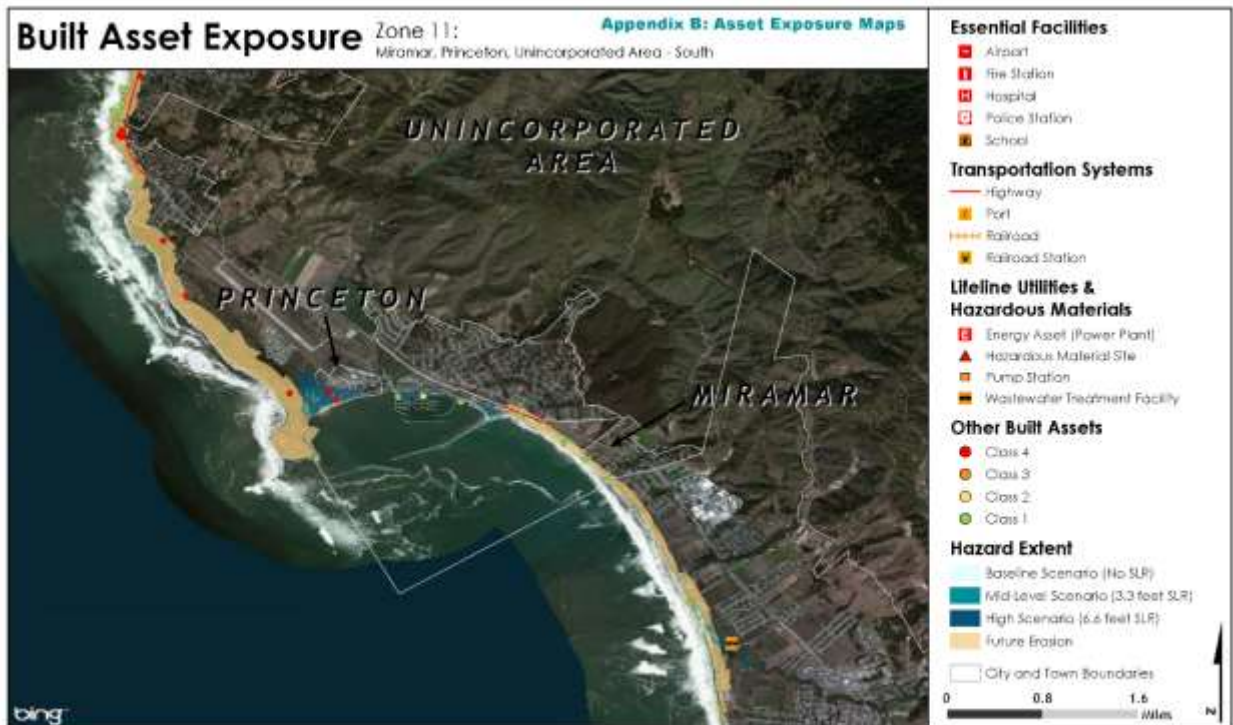 Built Asset Exposure
Zone 11:
Miramar, Princeton, Unincorporated Area - South
Appendix B: Asset Exposure Maps
UNINCORPORATED
AREA
PRINCETON
MIRAMAR
bing
Essential Facilities
Airport
Fire Station
Hospital
Police Station
School
Transportation Systems
Highway
Port
Railroad
Railroad Station
Lifeline Utilities &
Hazardous Materials
Energy Asset (Power Plant)
Hazardous Material Site
Pump Station
Wastewater Treatment Facility
Other Built Assets
Class 4
Class 3
Class 2
Class 1
Hazard Extent
Baseline Scenario (No SLR)
Mid-Level Scenario (3.3 feet SLR)
High Scenario (6.6 feet SLR)
Future Erosion
City and Town Boundaries
0 0.8 1.6
Miles
N